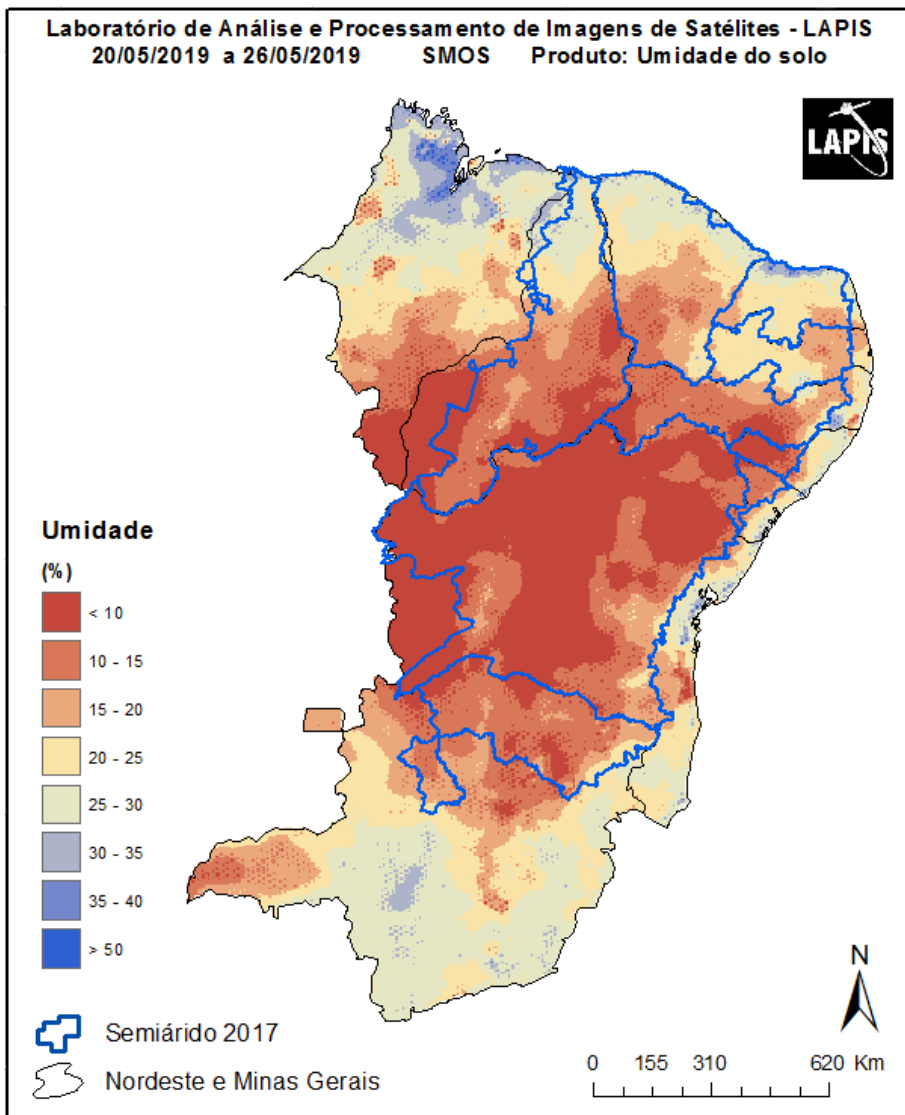 Laboratório de Análise e Processamento de Imagens de Satélites - LAPIS
20/05/2019 a 26/05/2019 SMOS Produto: Umidade do solo
LAPIS
Umidade
(%)
< 10
10 - 15
15 - 20
20 - 25
25 - 30
30 - 35
35 - 40
> 50
Semiárido 2017
Nordeste e Minas Gerais
N
0 155 310 620 Km